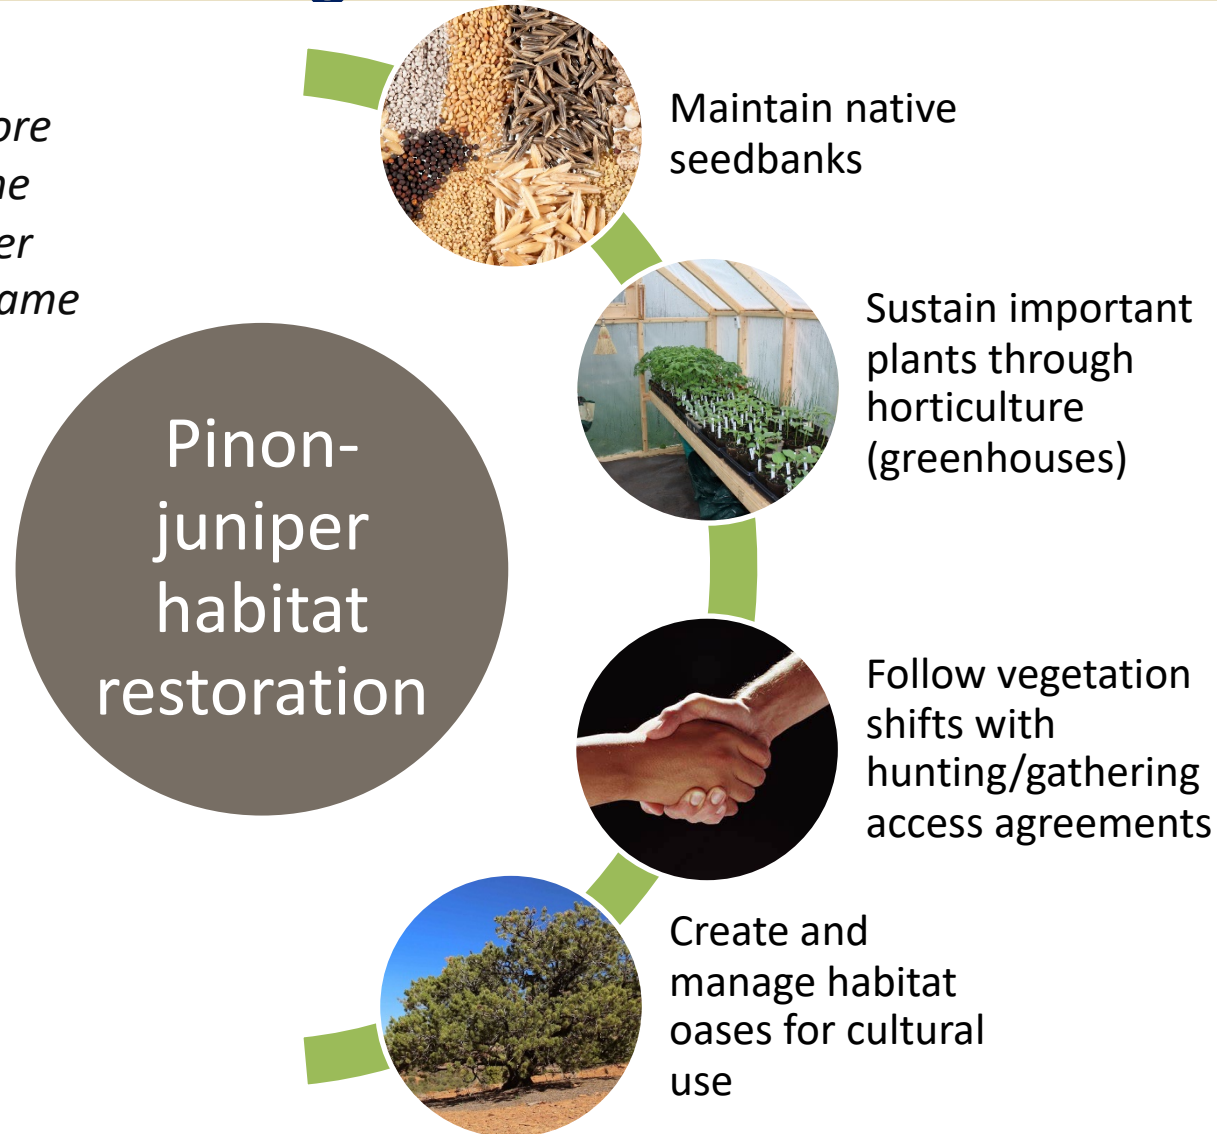 ame
Pinon-
juniper
habitat
restoration
Maintain native
seedbanks
Sustain important
plants through
horticulture
(greenhouses)
Follow vegetation
shifts with
hunting/gathering
access agreements
Create and
manage habitat
oases for cultural
use